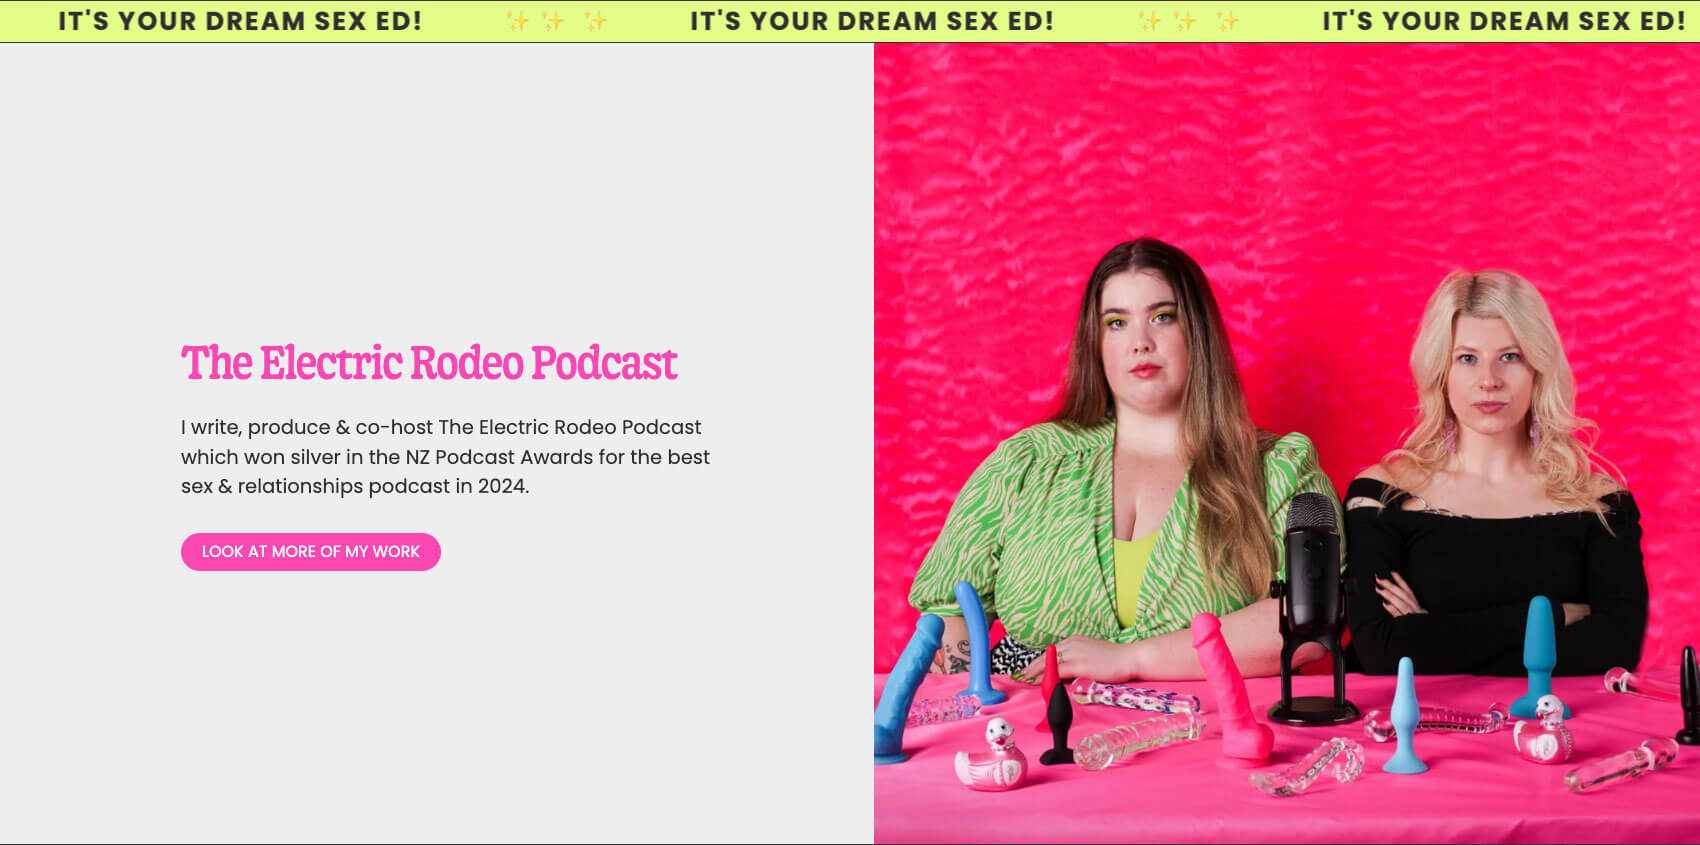 IT'S YOUR DREAM SEX ED! ✨✨ ✨ IT'S YOUR DREAM SEX ED! ✨✨ ✨ IT'S YOUR DREAM SEX ED!
The Electric Rodeo Podcast
I write, produce & co-host The Electric Rodeo Podcast
which won silver in the NZ Podcast Awards for the best
sex & relationships podcast in 2024.
LOOK AT MORE OF MY WORK